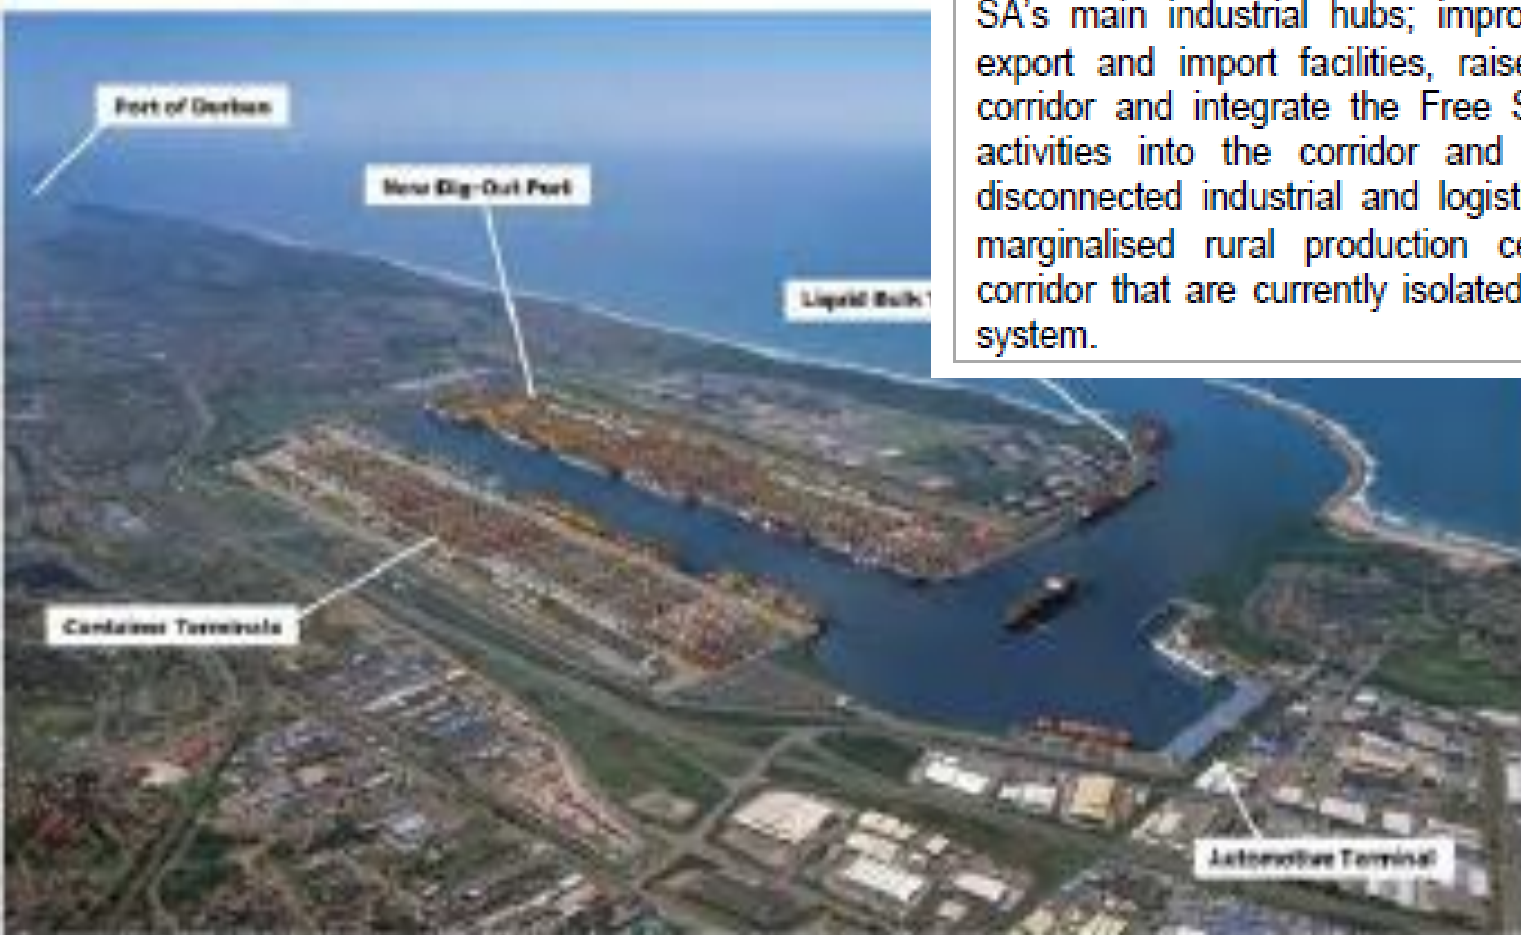 Port of Durban
New Dig-Out Port
Liquid Bulk
Container Terminals
Automotive Terminal
SA's main industrial hubs; impro
export and import facilities, raise
corridor and integrate the Free S
activities into the corridor and
disconnected industrial and logist
marginalised rural production ce
corridor that are currently isolated
system.